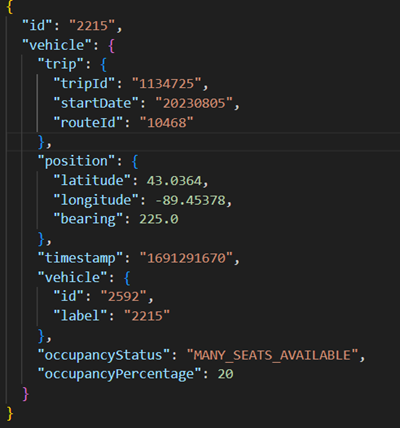 {
"id": "2215",
"vehicle": {
"trip": {
"tripId": "1134725",
"startDate": "20230805",
"routeId": "10468"
},
"position": {
"latitude": 43.0364,
"longitude": -89.45378,
"bearing": 225.0
},
"timestamp": "1691291670",
"vehicle": {
"id": "2592",
"label": "2215"
},
"occupancyStatus": "MANY_SEATS_AVAILABLE",
"occupancyPercentage": 20
}
}